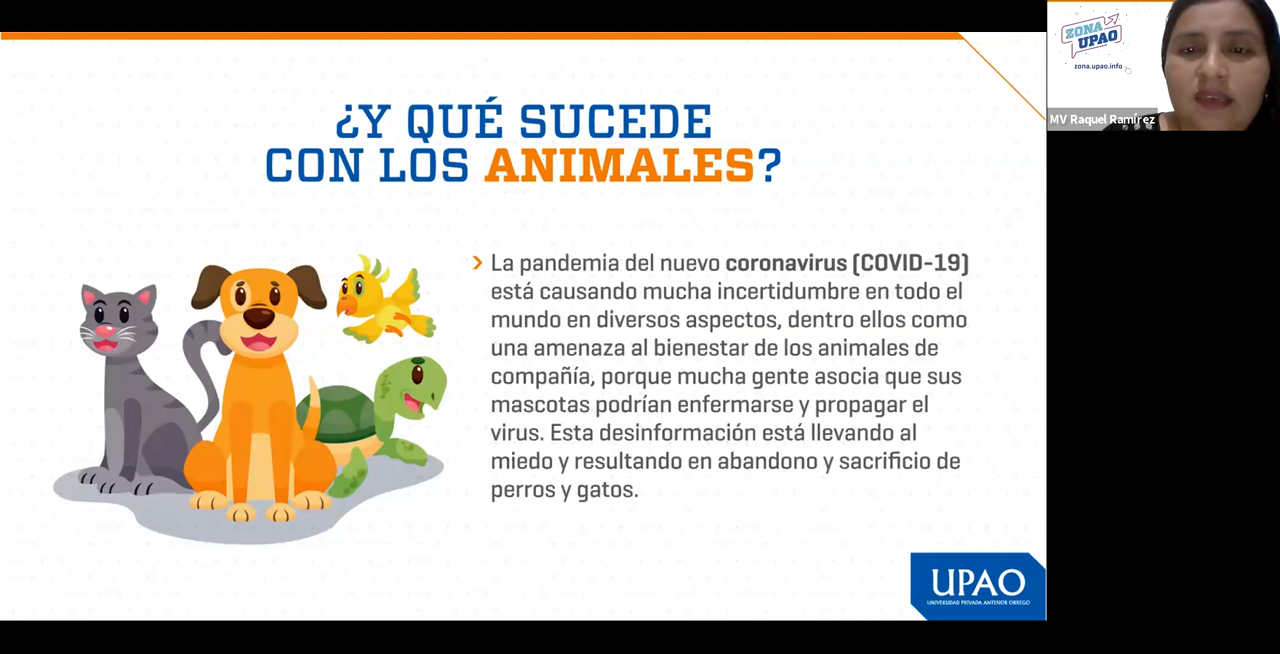 ¿Y QUÉ SUCEDE
CON LOS ANIMALES?
La pandemia del nuevo coronavirus (COVID-19)
está causando mucha incertidumbre en todo el
mundo en diversos aspectos, dentro ellos como
una amenaza al bienestar de los animales de
compañía, porque mucha gente asocia que sus
mascotas podrían enfermarse y propagar el
virus. Esta desinformación está llevando al
miedo y resultando en abandono y sacrificio de
perros y gatos.
UPAO
UNIVERSIDAD PRIVADA ANTENOR ORREGO
ZONA
UPAO
zona.upao.info
MV Raquel Ramírez